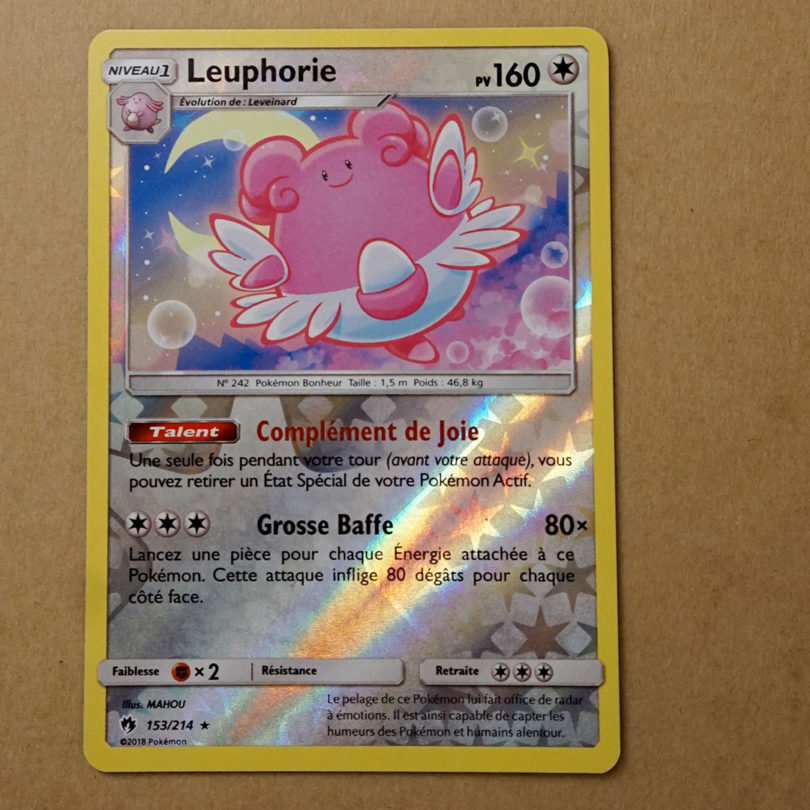 NIVEAU 1 Leuphorie PV 160
Évolution de : Leveinard
N° 242 Pokémon Bonheur Taille : 1,5 m Poids : 46,8 kg
Talent Complément de Joie
Une seule fois pendant votre tour (avant votre attaque), vous
pouvez retirer un État Spécial de votre Pokémon Actif.
Grosse Baffe 80×
Lancez une pièce pour chaque Énergie attachée à ce
Pokémon. Cette attaque inflige 80 dégâts pour chaque
côté face.
Faiblesse × 2 Résistance Retraite
Illus. MAHOU
153/214 ★
©2018 Pokémon
Le pelage de ce Pokémon lui fait office de radar
à émotions. Il est ainsi capable de capter les
humeurs des Pokémon et humains alentour.